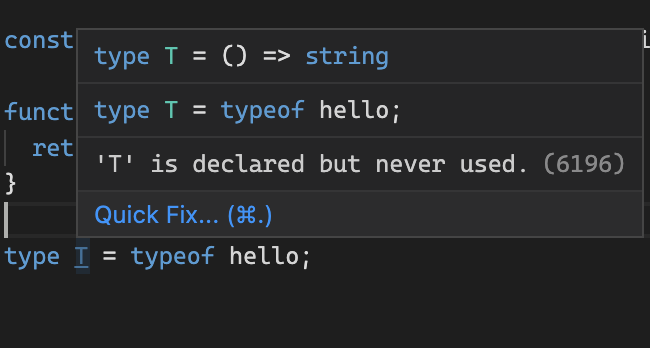 const
type T = () => string
type T = typeof hello;
funct
ret
'T' is declared but never used. (6196)
}
Quick Fix... (⌘.)
type T = typeof hello;